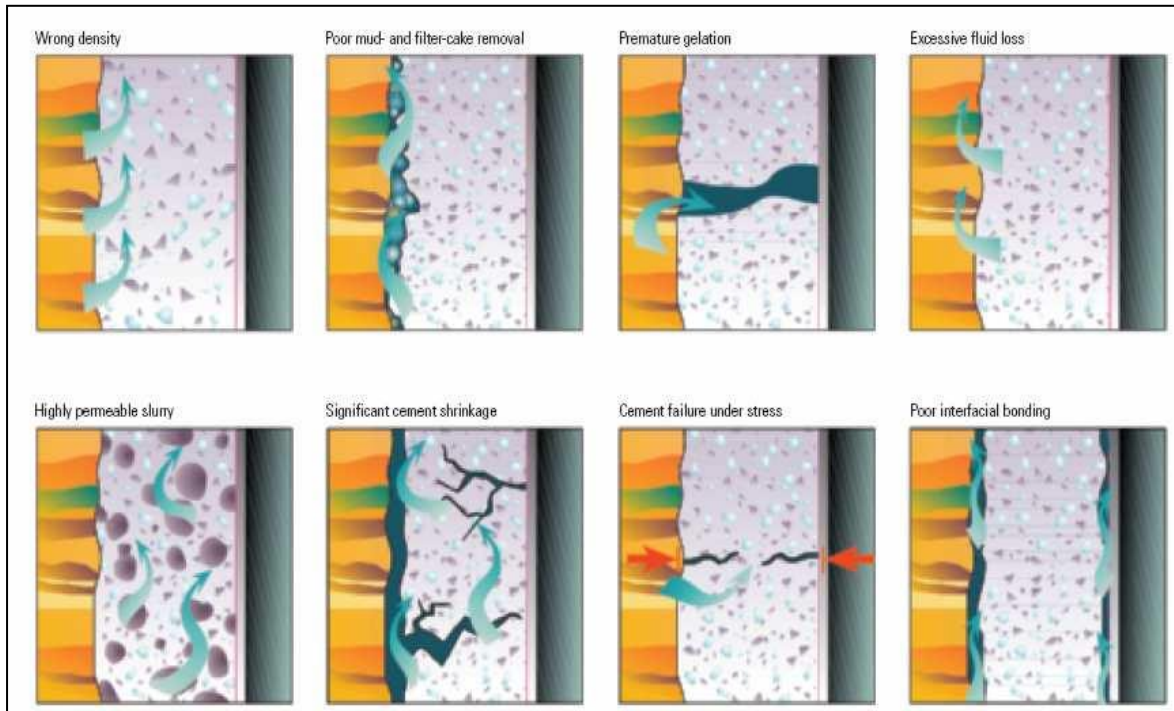 Wrong density
Poor mud- and filter-cake removal
Premature gelation
Excessive fluid loss
Highly permeable slurry
Significant cement shrinkage
Cement failure under stress
Poor interfacial bonding